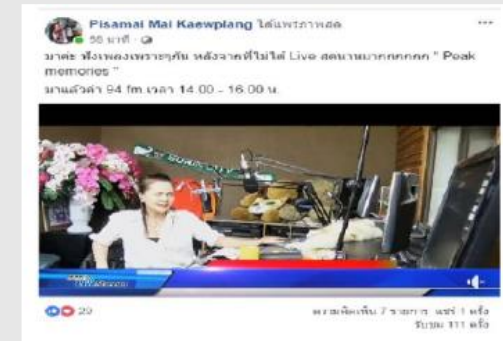 Pisamai Mai Kaewplang ได้แพร่ภาพสด
56 นาที ·
มาค่ะ ฟังเพลงเพราะๆกัน หลังจากที่ไม่ได้ Live สดนานมากกกกกก " Peak
memories "
มาแล้วค่า 94 fm เวลา 14.00 - 16.00 น.
29
ความคิดเห็น 7 รายการ แชร์ 1 ครั้ง
รับชม 111 ครั้ง